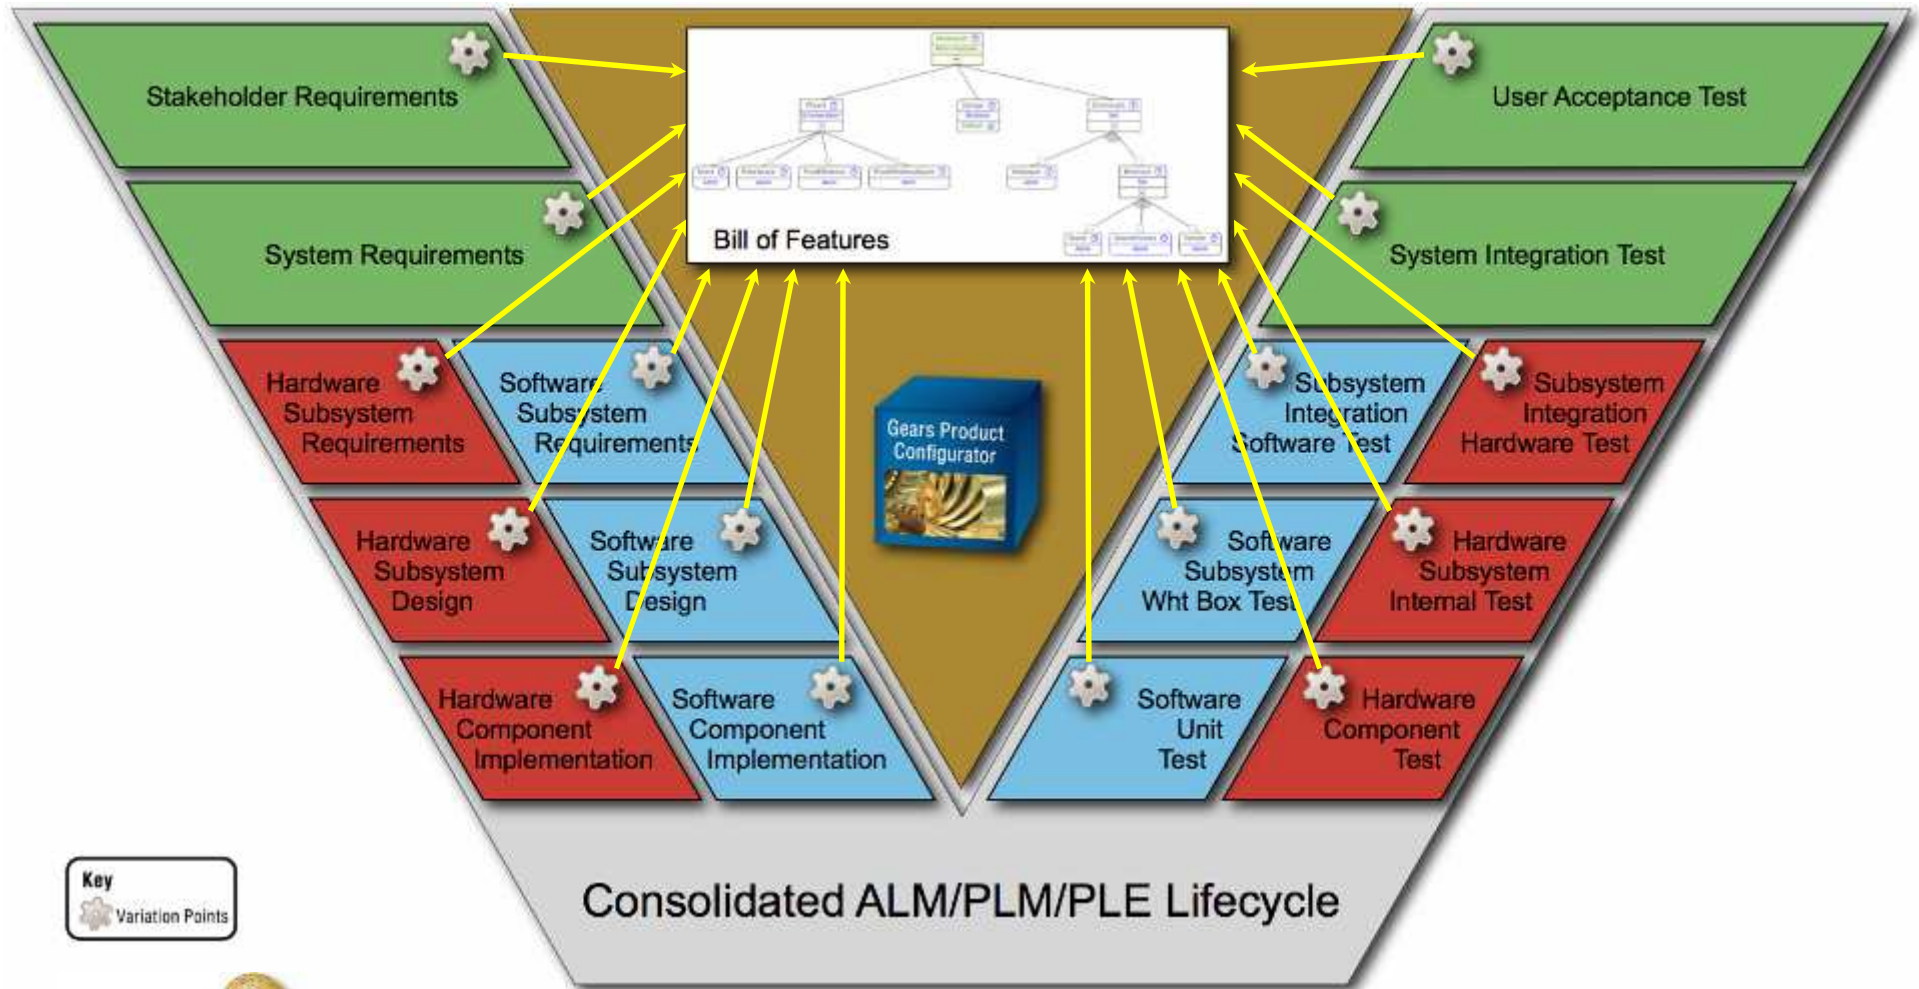 Stakeholder Requirements
User Acceptance Test
Bill of Features
System Requirements
System Integration Test
Hardware
Subsystem
Requirements
Software
Subsystem
Requirements
Gears Product
Configurator
Subsystem
Integration
Software Test
Subsystem
Integration
Hardware Test
Hardware
Subsystem
Design
Software
Subsystem
Design
Software
Subsystem
Wht Box Test
Hardware
Subsystem
Internal Test
Hardware
Component
Implementation
Software
Component
Implementation
Software
Unit
Test
Hardware
Component
Test
Key
Variation Points
Consolidated ALM/PLM/PLE Lifecycle